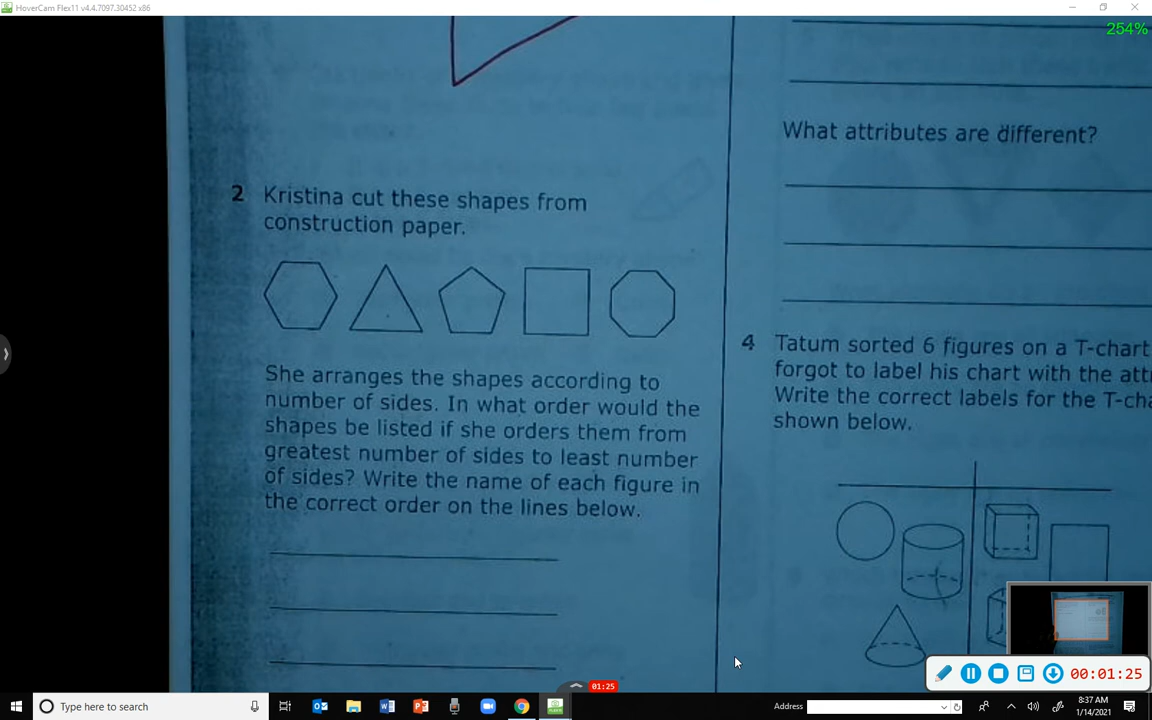 HoverCam Flex11 v4.4.7097.30452 x86
254%
2 Kristina cut these shapes from
construction paper.
She arranges the shapes according to
number of sides. In what order would the
shapes be listed if she orders them from
greatest number of sides to least number
of sides? Write the name of each figure in
the correct order on the lines below.
What attributes are different?
4 Tatum sorted 6 figures on a T-chart
forgot to label his chart with the
Write the correct labels for the
shown below.
00:01:25
01:25
Type here to search
Address
8:37 AM
1/14/2021